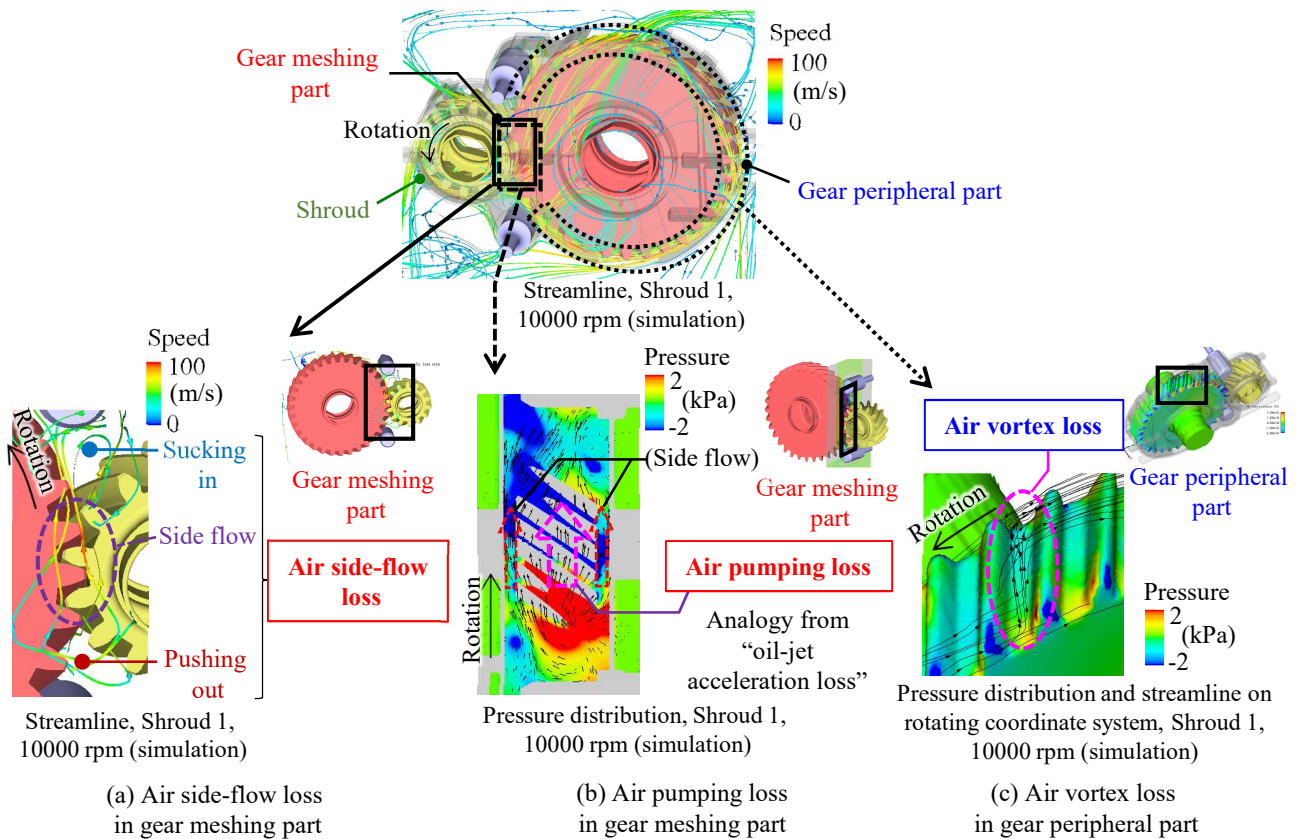 Gear meshing
part
Rotation
Shroud
Speed
100
(m/s)
0
Gear peripheral part
Streamline, Shroud 1,
10000 rpm (simulation)
Speed
100
(m/s)
0
Rotation
Sucking
in
Side flow
Pushing
out
Gear meshing
part
Air side-flow
loss
Streamline, Shroud 1,
10000 rpm (simulation)
(a) Air side-flow loss
in gear meshing part
Pressure
2
(kPa)
-2
(Side flow)
Rotation
Gear meshing
part
Air pumping loss
Analogy from
“oil-jet
acceleration loss”
Pressure distribution, Shroud 1,
10000 rpm (simulation)
(b) Air pumping loss
in gear meshing part
Air vortex loss
Gear peripheral
part
Rotation
Pressure
2
(kPa)
-2
Pressure distribution and streamline on
rotating coordinate system, Shroud 1,
10000 rpm (simulation)
(c) Air vortex loss
in gear peripheral part